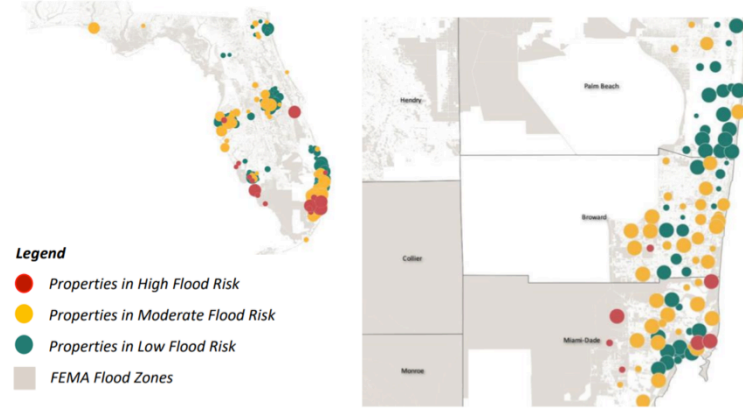 Legend
Properties in High Flood Risk
Properties in Moderate Flood Risk
Properties in Low Flood Risk
FEMA Flood Zones
Hendry
Palm Beach
Broward
Collier
Miami-Dade
Monroe